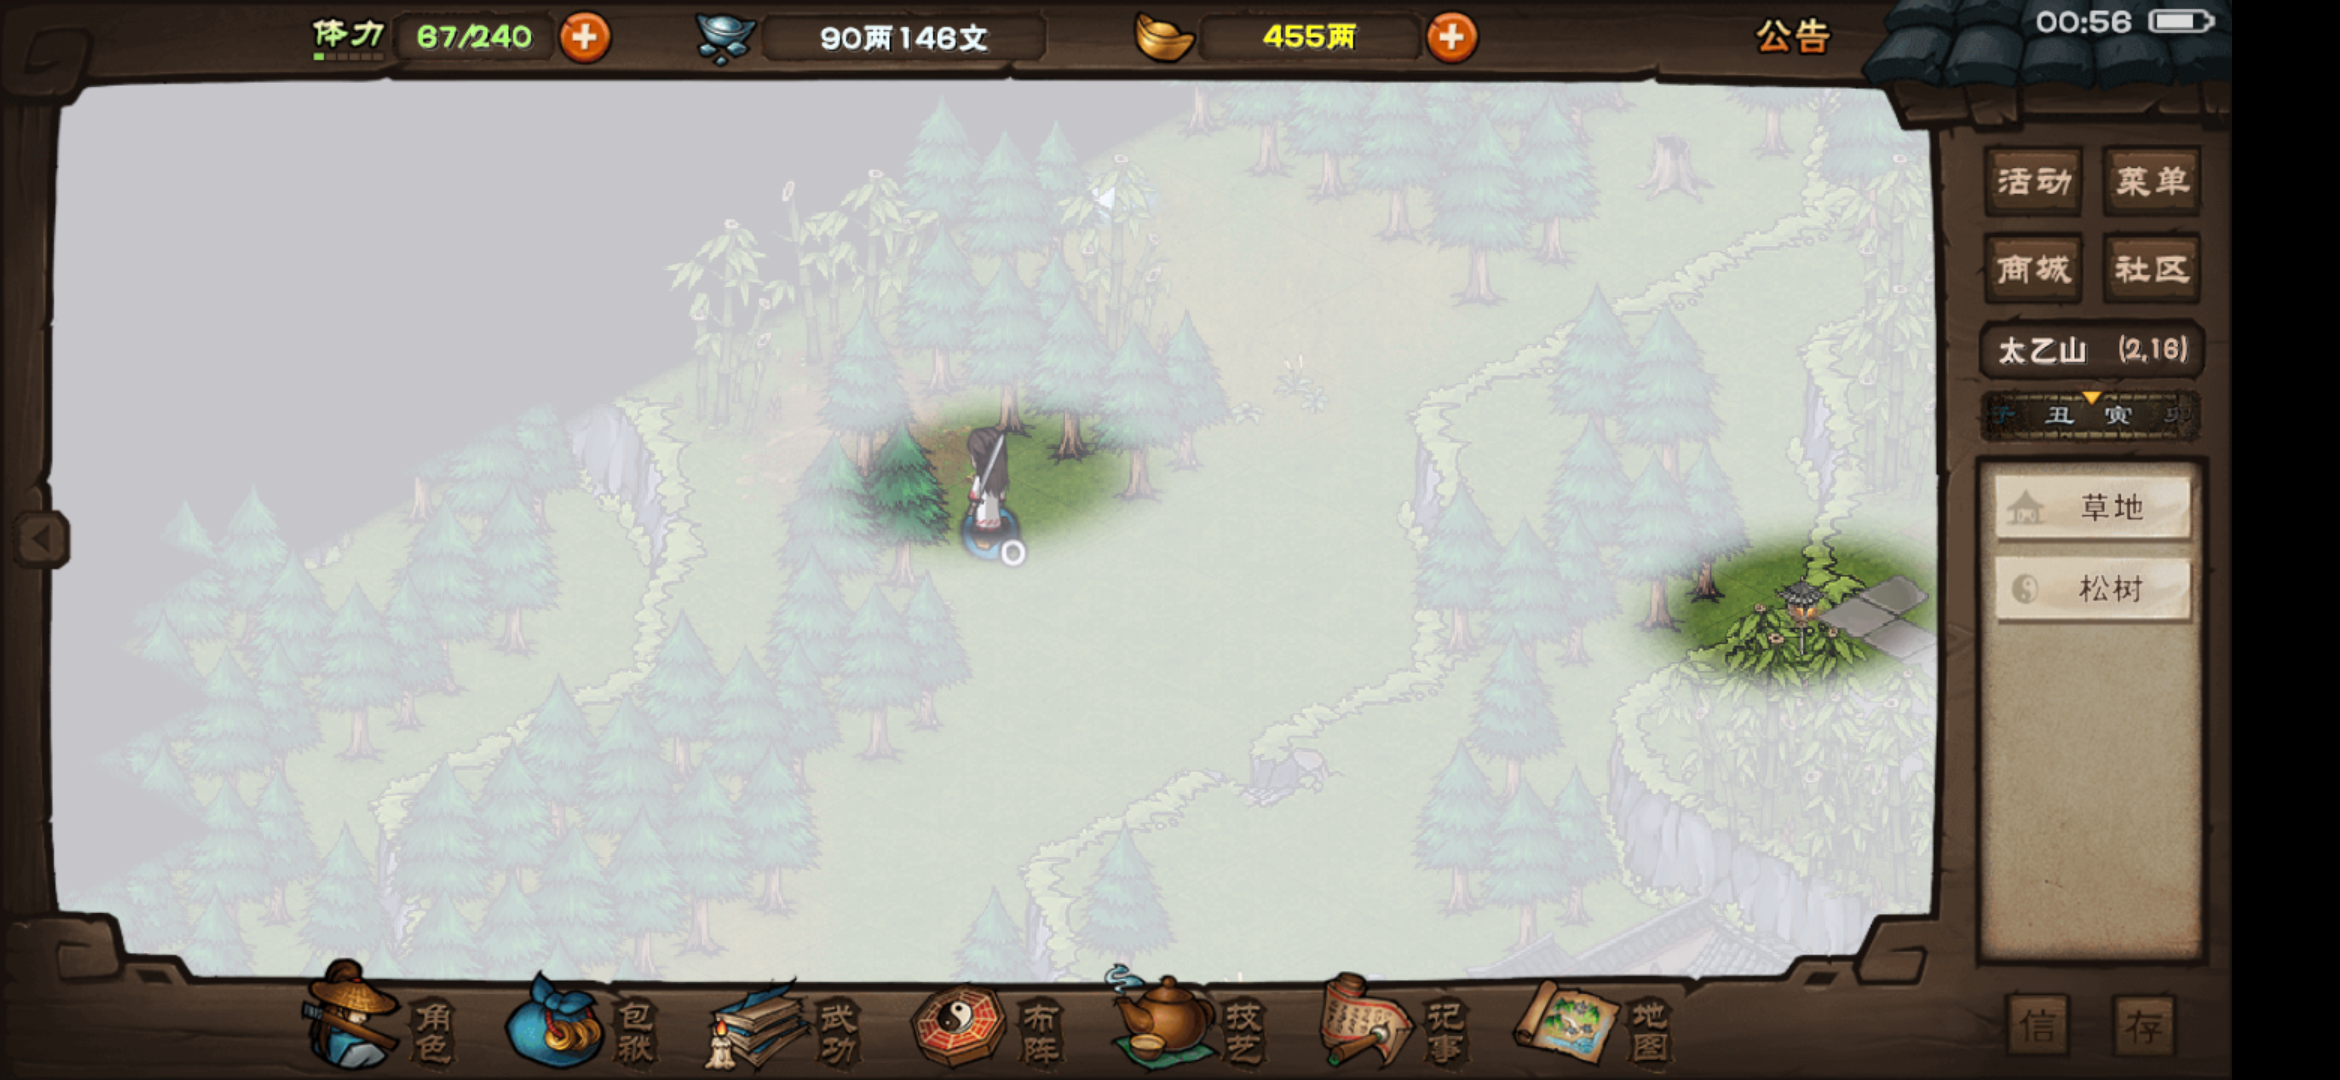 体力 67/240 90两146文 455两 公告 00:56
活动 菜单
商城 社区
太乙山 (2,16)
子 丑 寅 卯
草地
松树
角色 包袱 武功 布阵 技艺 记事 地图 信 存